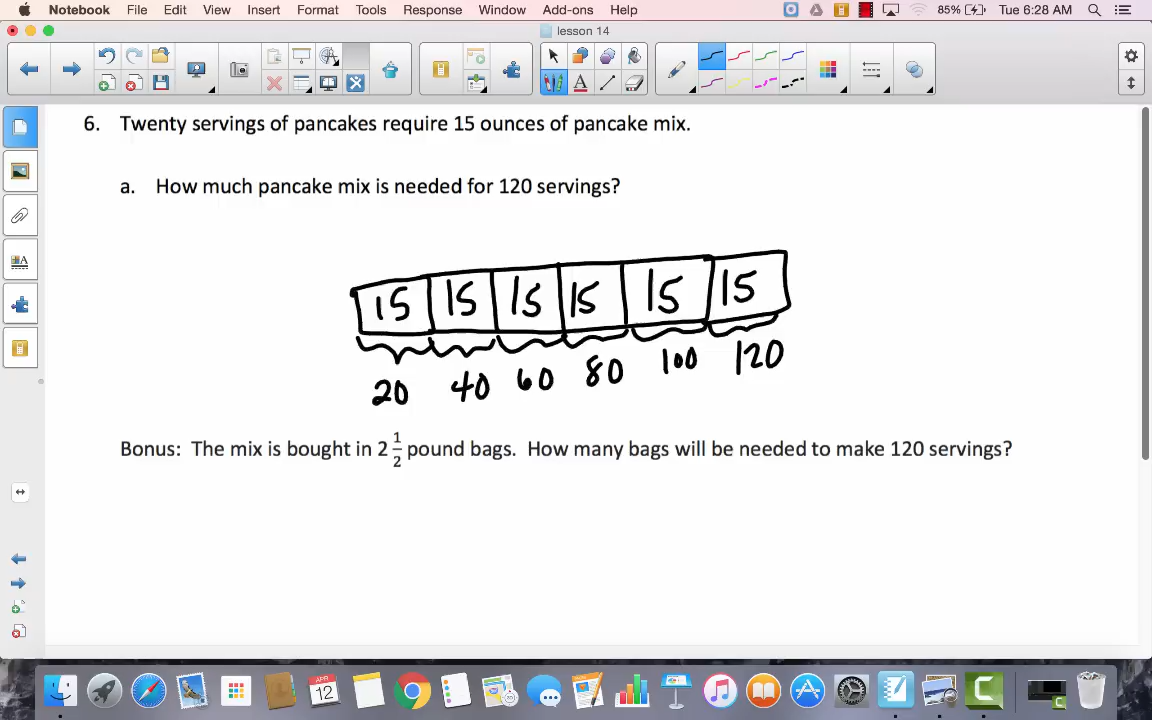 Notebook File Edit View Insert Format Tools Response Window Add-ons Help 85% Tue 6:28 AM
lesson 14
6. Twenty servings of pancakes require 15 ounces of pancake mix.
a. How much pancake mix is needed for 120 servings?
15 15 15 15 15 15
20 40 60 80 100 120
Bonus: The mix is bought in 2 1/2 pound bags. How many bags will be needed to make 120 servings?
APR
12